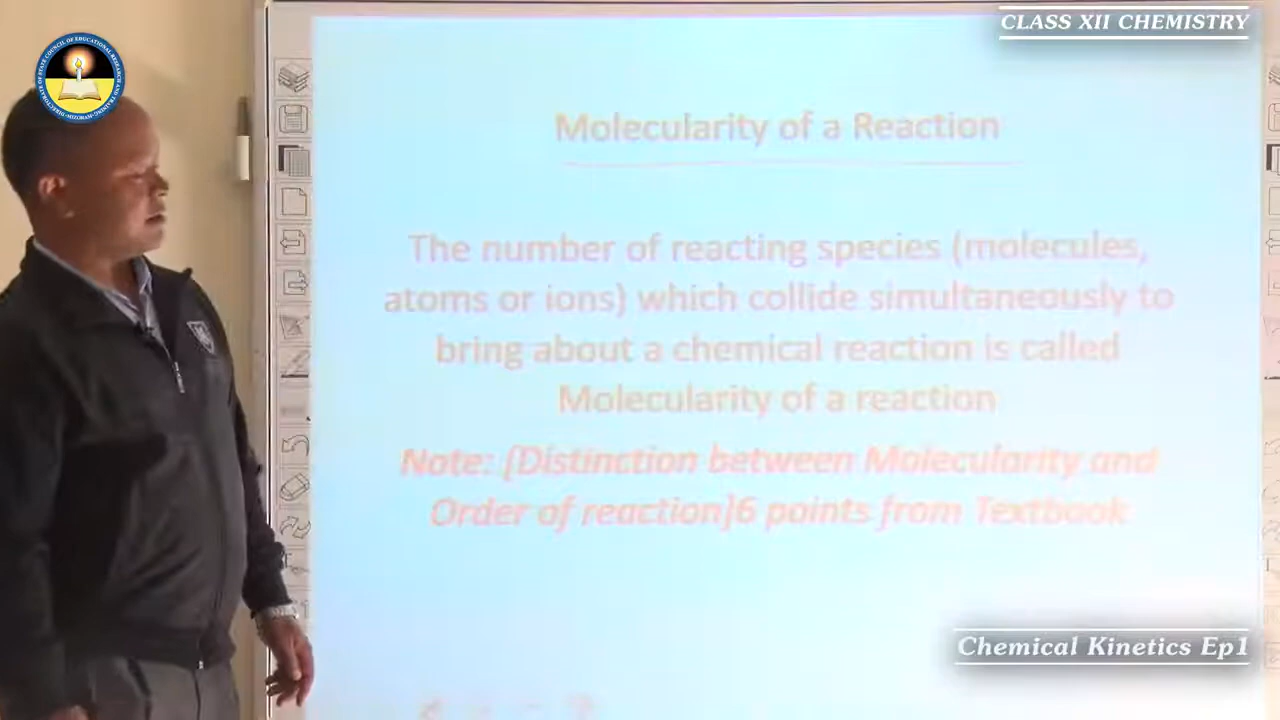 CLASS XII CHEMISTRY
Molecularity of a Reaction
The number of reacting species (molecules,
atoms or ions) which collide simultaneously to
bring about a chemical reaction is called
Molecularity of a reaction
Note: [Distinction between Molecularity and
Order of reaction]6 points from Textbook
Chemical Kinetics Ep1